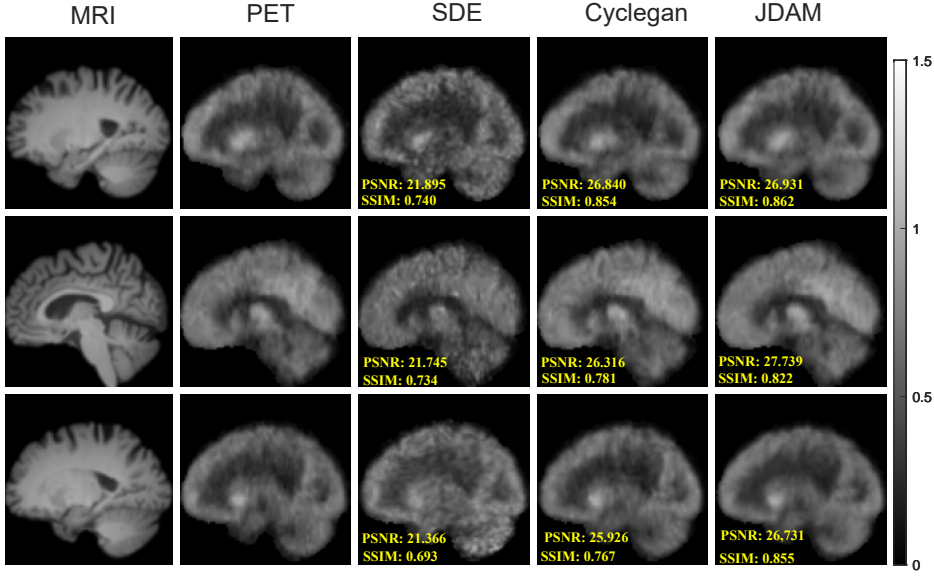 MRI PET SDE Cyclegan JDAM
1.5
PSNR: 21.895 PSNR: 26.840 PSNR: 26.931
SSIM: 0.740 SSIM: 0.854 SSIM: 0.862
1
PSNR: 21.745 PSNR: 26.316 PSNR: 27.739
SSIM: 0.734 SSIM: 0.781 SSIM: 0.822
0.5
PSNR: 21.366 PSNR: 25.926 PSNR: 26,731
SSIM: 0.693 SSIM: 0.767 SSIM: 0.855
0